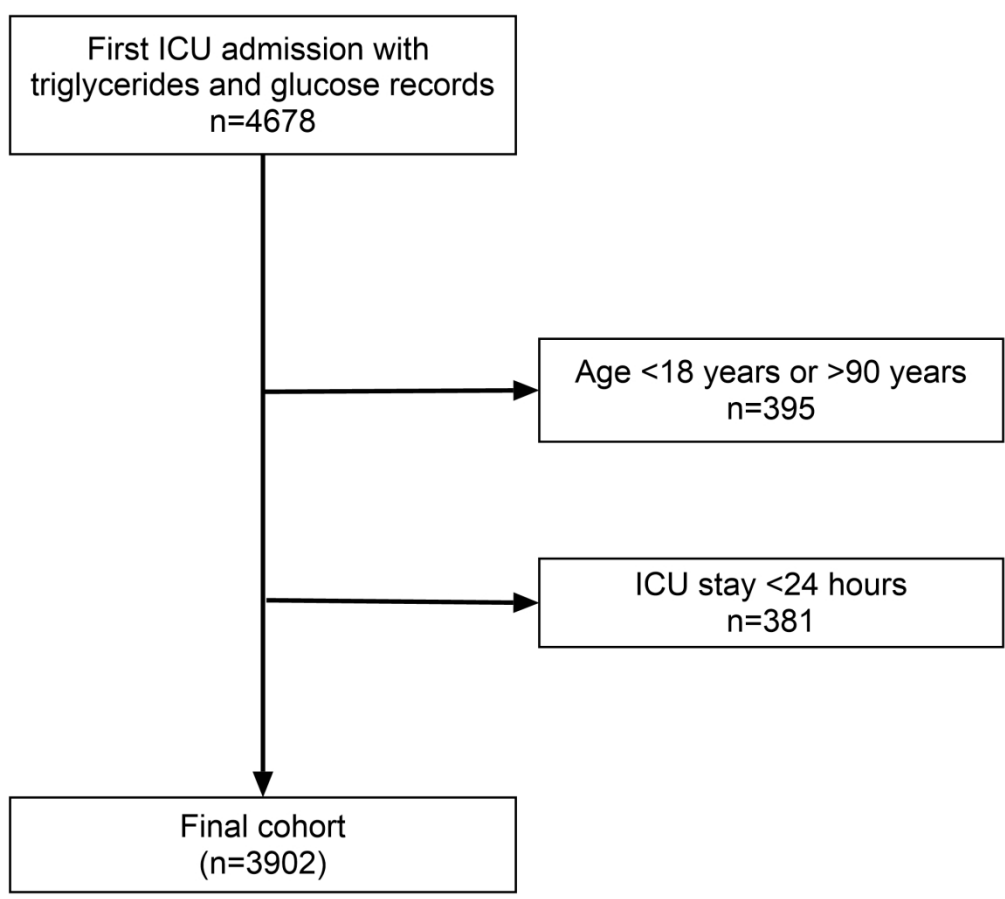 First ICU admission with
triglycerides and glucose records
n=4678
Age <18 years or >90 years
n=395
ICU stay <24 hours
n=381
Final cohort
(n=3902)